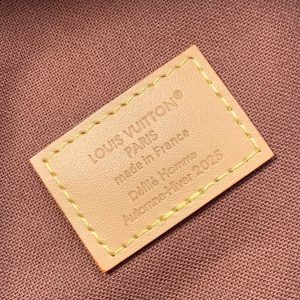 LOUIS VUITTON®
PARIS
made in France
Défilé Homme
Automne-Hiver 2025